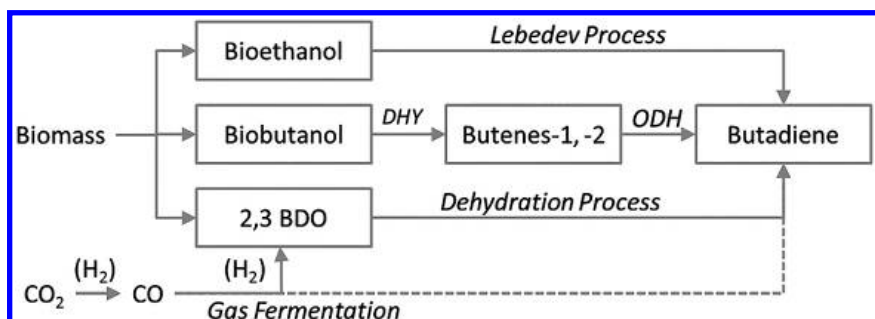 Bioethanol
Lebedev Process
Biomass
Biobutanol
DHY
Butenes-1, -2
ODH
Butadiene
2,3 BDO
Dehydration Process
CO₂
(H₂)
CO
(H₂)
Gas Fermentation